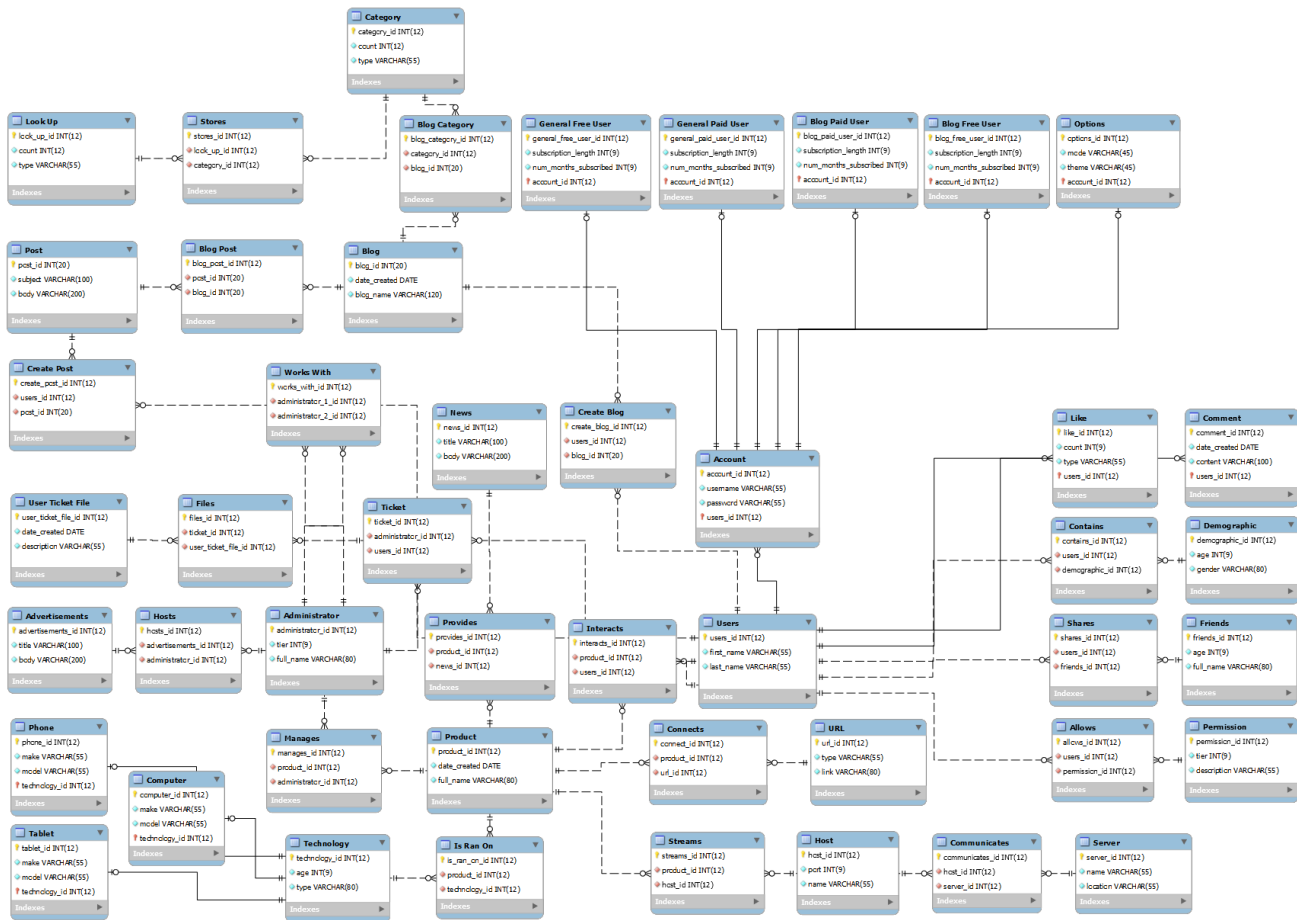 Category
category_id INT(12)
count INT(12)
type VARCHAR(55)
Indexes
Look Up
look_up_id INT(12)
count INT(12)
type VARCHAR(55)
Indexes
Stores
stores_id INT(12)
look_up_id INT(12)
category_id INT(12)
Indexes
Blog Category
blog_category_id INT(12)
category_id INT(12)
blog_id INT(20)
Indexes
General Free User
general_free_user_id INT(12)
subscription_length INT(9)
num_months_subscribed INT(9)
account_id INT(12)
Indexes
General Paid User
general_paid_user_id INT(12)
subscription_length INT(9)
num_months_subscribed INT(9)
account_id INT(12)
Indexes
Blog Paid User
blog_paid_user_id INT(12)
subscription_length INT(9)
num_months_subscribed INT(9)
account_id INT(12)
Indexes
Blog Free User
blog_free_user_id INT(12)
subscription_length INT(9)
num_months_subscribed INT(9)
account_id INT(12)
Indexes
Options
options_id INT(12)
mode VARCHAR(45)
theme VARCHAR(45)
account_id INT(12)
Indexes
Post
post_id INT(20)
subject VARCHAR(100)
body VARCHAR(200)
Indexes
Blog Post
blog_post_id INT(12)
post_id INT(20)
blog_id INT(20)
Indexes
Blog
blog_id INT(20)
date_created DATE
blog_name VARCHAR(120)
Indexes
Create Post
create_post_id INT(12)
users_id INT(12)
post_id INT(20)
Indexes
Works With
works_with_id INT(12)
administrator_1_id INT(12)
administrator_2_id INT(12)
Indexes
News
news_id INT(12)
title VARCHAR(100)
body VARCHAR(200)
Indexes
Create Blog
create_blog_id INT(12)
users_id INT(12)
blog_id INT(20)
Indexes
Account
account_id INT(12)
username VARCHAR(55)
password VARCHAR(55)
users_id INT(12)
Indexes
Like
like_id INT(12)
count INT(9)
type VARCHAR(55)
users_id INT(12)
Indexes
Comment
comment_id INT(12)
date_created DATE
content VARCHAR(100)
users_id INT(12)
Indexes
User Ticket File
user_ticket_file_id INT(12)
date_created DATE
description VARCHAR(55)
Indexes
Files
files_id INT(12)
ticket_id INT(12)
user_ticket_file_id INT(12)
Indexes
Ticket
ticket_id INT(12)
administrator_id INT(12)
users_id INT(12)
Indexes
Contains
contains_id INT(12)
users_id INT(12)
demographic_id INT(12)
Indexes
Demographic
demographic_id INT(12)
age INT(9)
gender VARCHAR(80)
Indexes
Advertisements
advertisements_id INT(12)
title VARCHAR(100)
body VARCHAR(200)
Indexes
Hosts
hosts_id INT(12)
advertisements_id INT(12)
administrator_id INT(12)
Indexes
Administrator
administrator_id INT(12)
tier INT(9)
full_name VARCHAR(80)
Indexes
Provides
provides_id INT(12)
product_id INT(12)
news_id INT(12)
Indexes
Interacts
interacts_id INT(12)
product_id INT(12)
users_id INT(12)
Indexes
Users
users_id INT(12)
first_name VARCHAR(55)
last_name VARCHAR(55)
Indexes
Shares
shares_id INT(12)
users_id INT(12)
friends_id INT(12)
Indexes
Friends
friends_id INT(12)
age INT(9)
full_name VARCHAR(80)
Indexes
Phone
phone_id INT(12)
make VARCHAR(55)
model VARCHAR(55)
technology_id INT(12)
Indexes
Computer
computer_id INT(12)
make VARCHAR(55)
model VARCHAR(55)
technology_id INT(12)
Indexes
Manages
manages_id INT(12)
product_id INT(12)
administrator_id INT(12)
Indexes
Product
product_id INT(12)
date_created DATE
full_name VARCHAR(80)
Indexes
Connects
connect_id INT(12)
product_id INT(12)
url_id INT(12)
Indexes
URL
url_id INT(12)
type VARCHAR(55)
link VARCHAR(80)
Indexes
Allows
allows_id INT(12)
users_id INT(12)
permission_id INT(12)
Indexes
Permission
permission_id INT(12)
tier INT(9)
description VARCHAR(55)
Indexes
Tablet
tablet_id INT(12)
make VARCHAR(55)
model VARCHAR(55)
technology_id INT(12)
Indexes
Technology
technology_id INT(12)
age INT(9)
type VARCHAR(80)
Indexes
Is Ran On
is_ran_on_id INT(12)
product_id INT(12)
technology_id INT(12)
Indexes
Streams
streams_id INT(12)
product_id INT(12)
host_id INT(12)
Indexes
Host
host_id INT(12)
port INT(9)
name VARCHAR(55)
Indexes
Communicates
communicates_id INT(12)
host_id INT(12)
server_id INT(12)
Indexes
Server
server_id INT(12)
name VARCHAR(55)
location VARCHAR(55)
Indexes